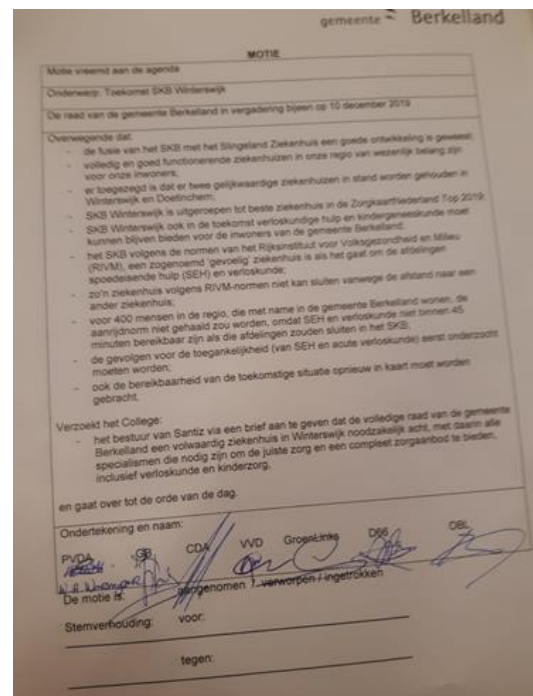 gemeente Berkelland
MOTIE
Motie vreemd aan de agenda
Onderwerp: Toekomst SKB Winterswijk
De raad van de gemeente Berkelland in vergadering bijeen op 10 december 2019
Overwegende dat:
- de fusie van het SKB met het Slingeland Ziekenhuis een goede ontwikkeling is geweest;
- volledig en goed functionerende ziekenhuizen in onze regio van wezenlijk belang zijn
voor onze inwoners;
- er toegezegd is dat er twee gelijkwaardige ziekenhuizen in stand worden gehouden in
Winterswijk en Doetinchem;
- SKB Winterswijk is uitgeroepen tot beste ziekenhuis in de ZorgkaartNederland Top 2019;
- SKB Winterswijk ook in de toekomst verloskundige hulp en kindergeneeskunde moet
kunnen blijven bieden voor de inwoners van de gemeente Berkelland;
- het SKB volgens de normen van het Rijksinstituut voor Volksgezondheid en Milieu
(RIVM), een zogenoemd 'gevoelig' ziekenhuis is als het gaat om de afdelingen
spoedeisende hulp (SEH) en verloskunde;
- zo'n ziekenhuis volgens RIVM-normen niet kan sluiten vanwege de afstand naar een
ander ziekenhuis;
- voor 400 mensen in de regio, die met name in de gemeente Berkelland wonen, de
aanrijdnorm niet gehaald zou worden, omdat SEH en verloskunde niet binnen 45
minuten bereikbaar zijn als die afdelingen zouden sluiten in het SKB;
- de gevolgen voor de toegankelijkheid (van SEH en acute verloskunde) eerst onderzocht
moeten worden;
- ook de bereikbaarheid van de toekomstige situatie opnieuw in kaart moet worden
gebracht.
Verzoekt het College:
- het bestuur van Santiz via een brief aan te geven dat de volledige raad van de gemeente
Berkelland een volwaardig ziekenhuis in Winterswijk noodzakelijk acht, met daarin alle
specialismen die nodig zijn om de juiste zorg en een compleet zorgaanbod te bieden,
inclusief verloskunde en kinderzorg,
en gaat over tot de orde van de dag.
Ondertekening en naam:
PVDA GB CDA VVD GroenLinks D66 OBL
De motie is: aangenomen / verworpen / ingetrokken
Stemverhouding: voor:
tegen: